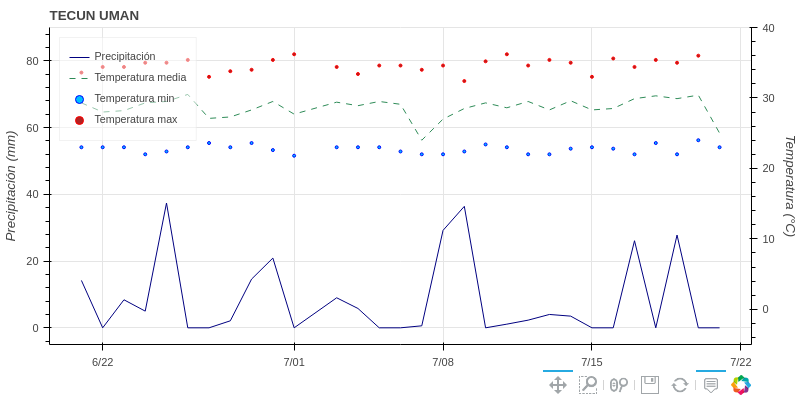 TECUN UMAN
Precipitación
Temperatura media
Temperatura min
Temperatura max
Precipitación (mm)
80
60
40
20
0
Temperatura (°C)
40
30
20
10
0
6/22 7/01 7/08 7/15 7/22